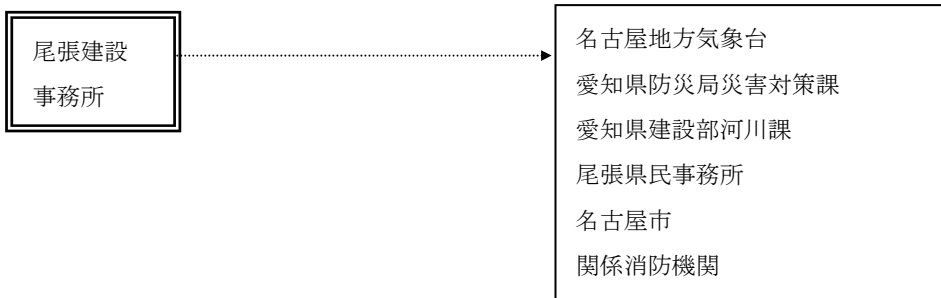 尾張建設
事務所
名古屋地方気象台
愛知県防災局災害対策課
愛知県建設部河川課
尾張県民事務所
名古屋市
関係消防機関